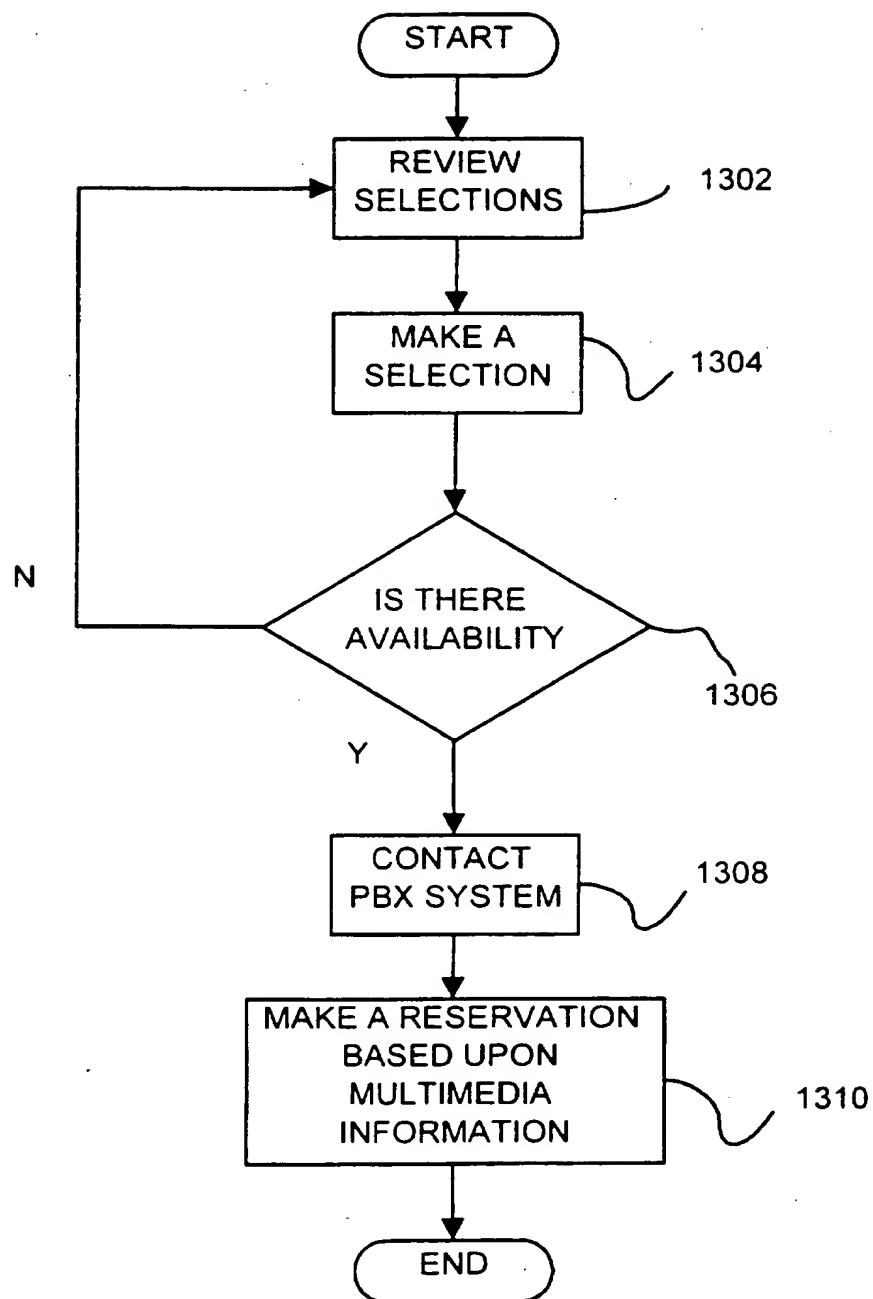 START
REVIEW
SELECTIONS
1302
MAKE A
SELECTION
1304
N
IS THERE
AVAILABILITY
1306
Y
CONTACT
PBX SYSTEM
1308
MAKE A RESERVATION
BASED UPON
MULTIMEDIA
INFORMATION
1310
END